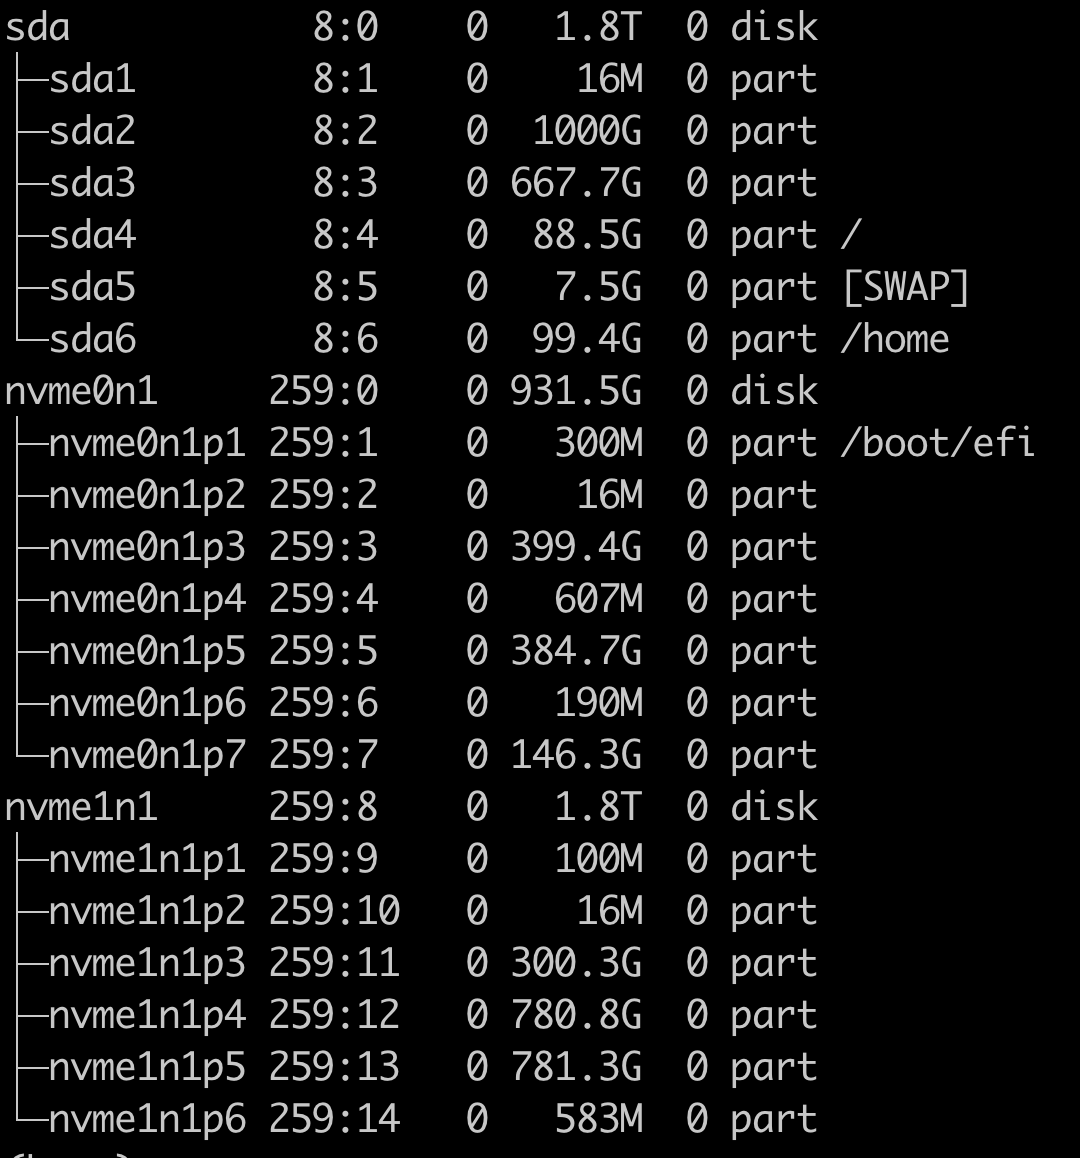 sda 8:0 0 1.8T 0 disk
├─sda1 8:1 0 16M 0 part
├─sda2 8:2 0 1000G 0 part
├─sda3 8:3 0 667.7G 0 part
├─sda4 8:4 0 88.5G 0 part /
├─sda5 8:5 0 7.5G 0 part [SWAP]
└─sda6 8:6 0 99.4G 0 part /home
nvme0n1 259:0 0 931.5G 0 disk
├─nvme0n1p1 259:1 0 300M 0 part /boot/efi
├─nvme0n1p2 259:2 0 16M 0 part
├─nvme0n1p3 259:3 0 399.4G 0 part
├─nvme0n1p4 259:4 0 607M 0 part
├─nvme0n1p5 259:5 0 384.7G 0 part
├─nvme0n1p6 259:6 0 190M 0 part
└─nvme0n1p7 259:7 0 146.3G 0 part
nvme1n1 259:8 0 1.8T 0 disk
├─nvme1n1p1 259:9 0 100M 0 part
├─nvme1n1p2 259:10 0 16M 0 part
├─nvme1n1p3 259:11 0 300.3G 0 part
├─nvme1n1p4 259:12 0 780.8G 0 part
├─nvme1n1p5 259:13 0 781.3G 0 part
└─nvme1n1p6 259:14 0 583M 0 part